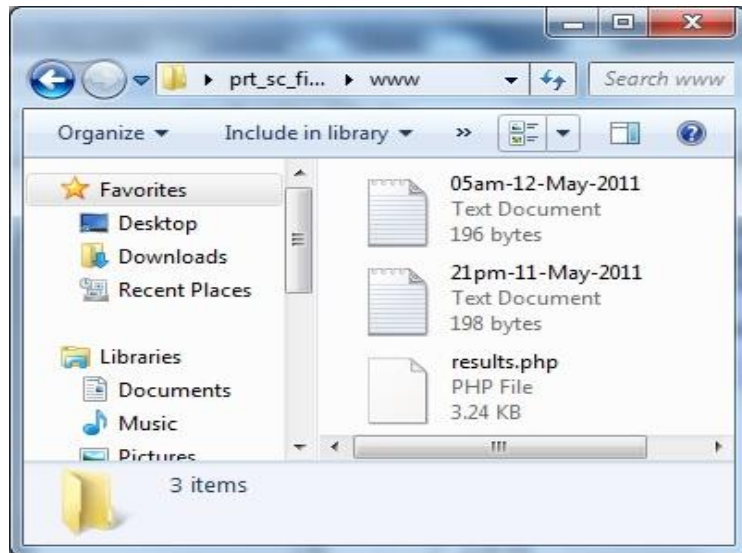 prt_sc_fi... www Search www
Organize Include in library »
Favorites
Desktop
Downloads
Recent Places
Libraries
Documents
Music
Pictures
05am-12-May-2011
Text Document
196 bytes
21pm-11-May-2011
Text Document
198 bytes
results.php
PHP File
3.24 KB
3 items